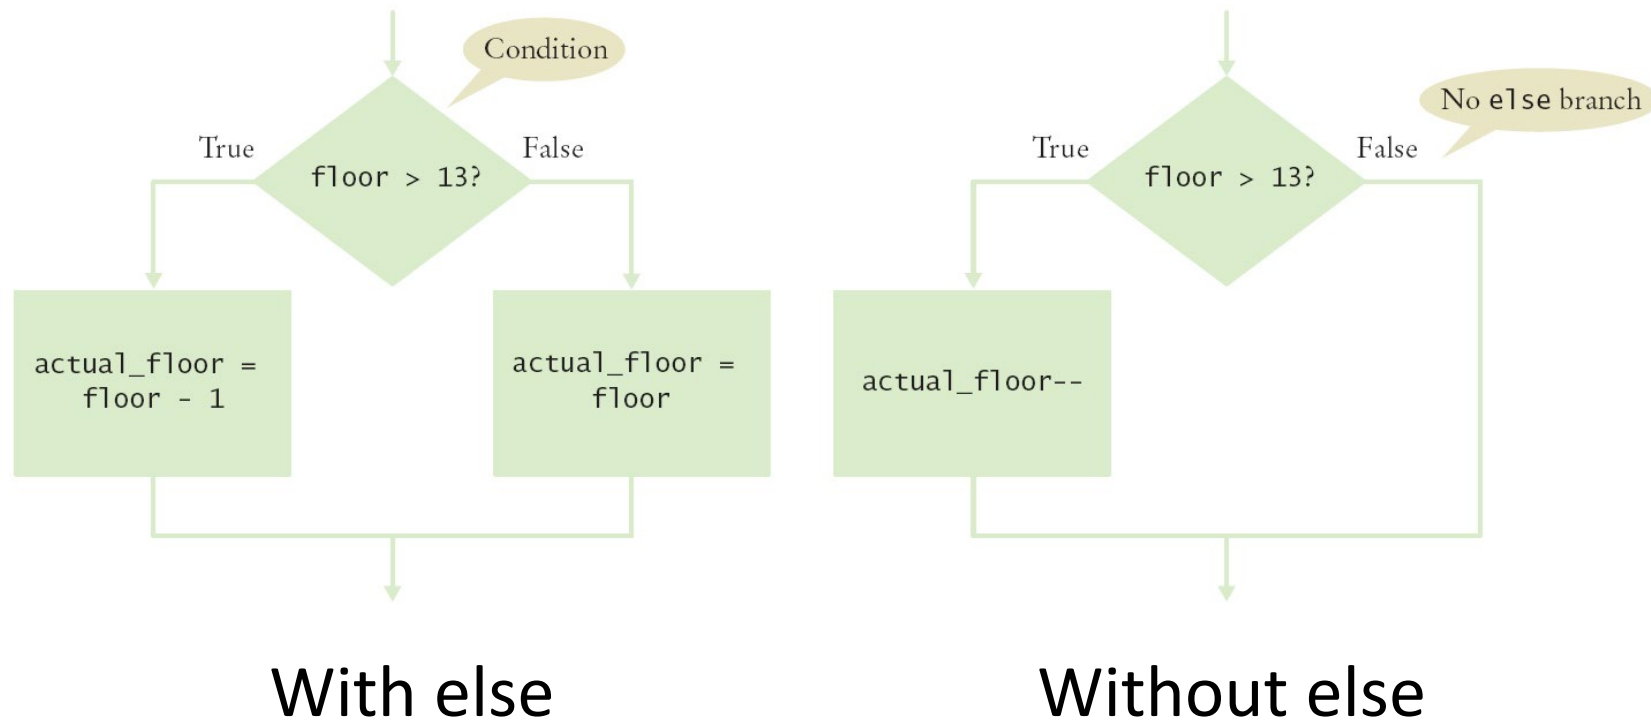 Condition
True
False
floor > 13?
actual_floor =
floor - 1
actual_floor =
floor
With else
No else branch
True
False
floor > 13?
actual_floor--
Without else